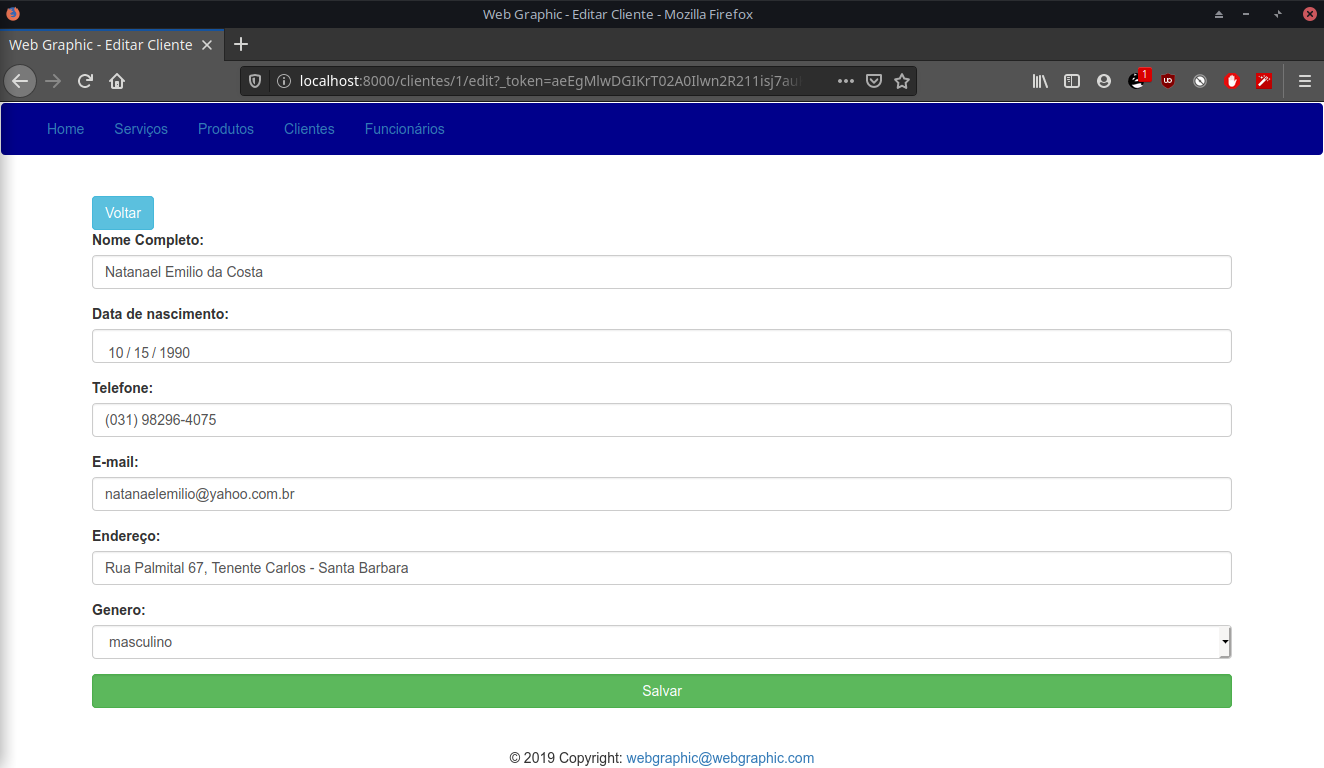 Web Graphic - Editar Cliente - Mozilla Firefox
Web Graphic - Editar Cliente
localhost:8000/clientes/1/edit?_token=aeEgMlwDGIKrT02A0Ilwn2R211isj7au
1
Home Serviços Produtos Clientes Funcionários
Voltar
Nome Completo:
Natanael Emilio da Costa
Data de nascimento:
10 / 15 / 1990
Telefone:
(031) 98296-4075
E-mail:
natanaelemilio@yahoo.com.br
Endereço:
Rua Palmital 67, Tenente Carlos - Santa Barbara
Genero:
masculino
Salvar
© 2019 Copyright: webgraphic@webgraphic.com